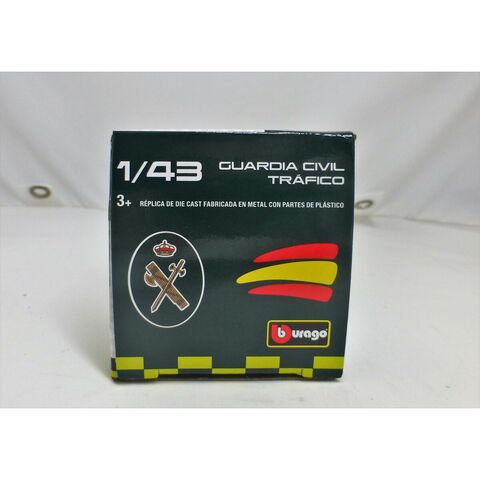 1/43
GUARDIA CIVIL
TRÁFICO
3+
RÉPLICA DE DIE CAST FABRICADA EN METAL CON PARTES DE PLÁSTICO
burago